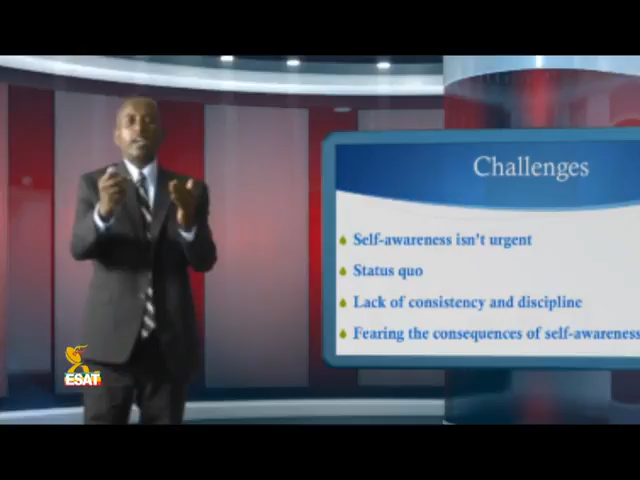 Challenges
Self-awareness isn't urgent
Status quo
Lack of consistency and discipline
Fearing the consequences of self-awareness
ESAT